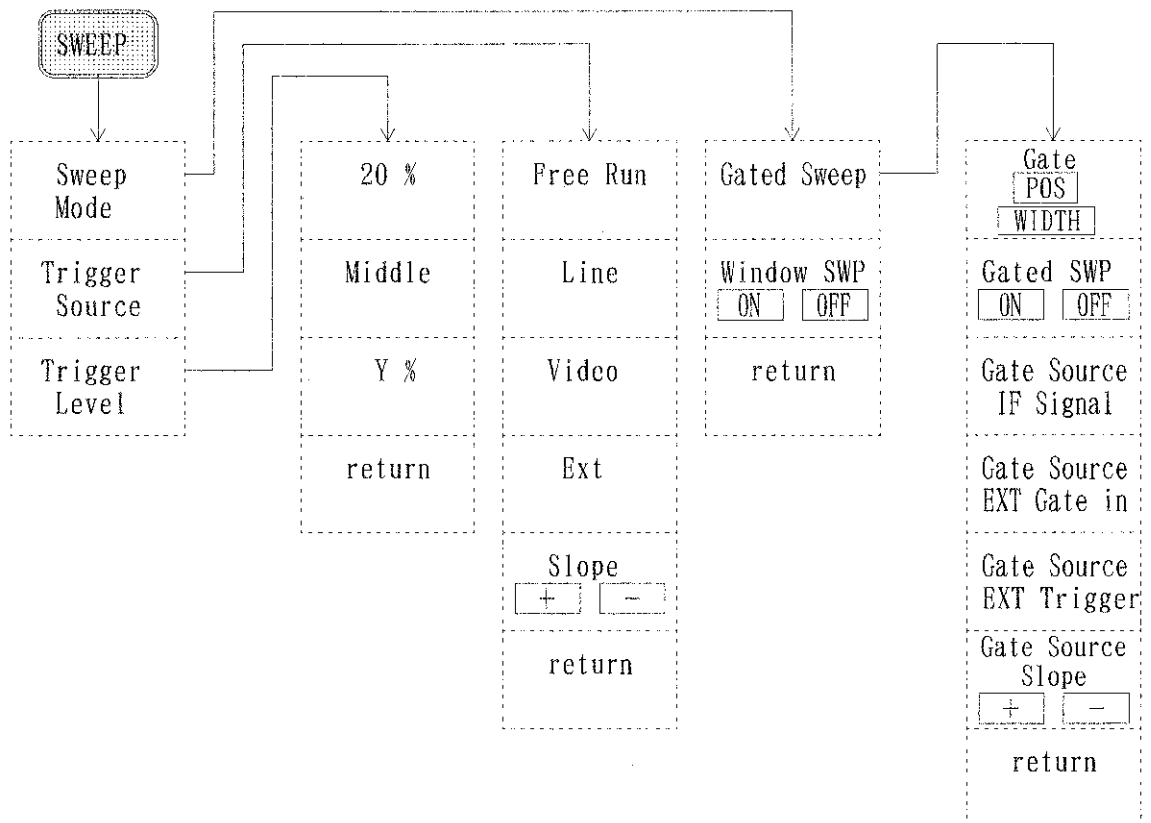 SWEEP
Sweep
Mode
Trigger
Source
Trigger
Level
20 %
Middle
Y %
return
Free Run
Line
Video
Ext
Slope
+ -
return
Gated Sweep
Window SWP
ON OFF
return
Gate
POS
WIDTH
Gated SWP
ON OFF
Gate Source
IF Signal
Gate Source
EXT Gate in
Gate Source
EXT Trigger
Gate Source
Slope
+ -
return